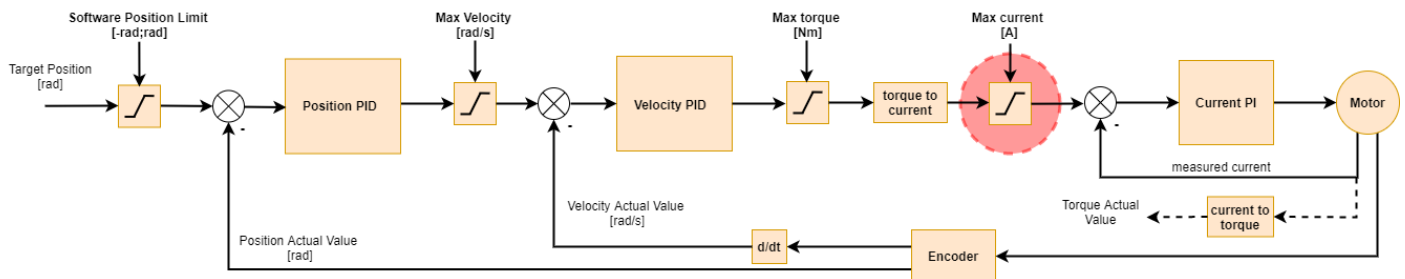 Software Position Limit
[-rad;rad]
Max Velocity
[rad/s]
Max torque
[Nm]
Max current
[A]
Target Position
[rad]
Position PID
Velocity PID
torque to
current
Current PI
Motor
-
-
-
measured current
Velocity Actual Value
[rad/s]
Torque Actual
Value
current to
torque
Position Actual Value
[rad]
d/dt
Encoder